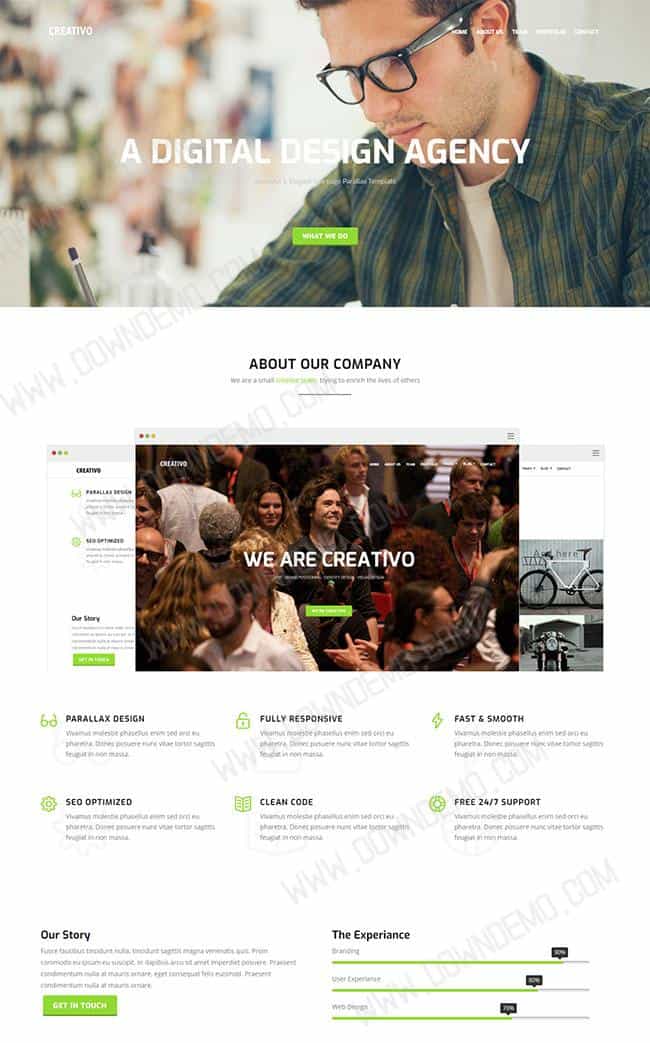 CREATIVO
HOME ABOUT US TEAM PORTFOLIO CONTACT
A DIGITAL DESIGN AGENCY
Parallax Template
WHAT WE DO
WWW.DOWNDEMO.COM
ABOUT OUR COMPANY
We are a small creative team, trying to enrich the lives of others
CREATIVO
PARALLAX DESIGN
SEO OPTIMIZED
Our Story
GET IN TOUCH
CREATIVO
HOME ABOUT US TEAM PORTFOLIO BLOG CONTACT
WE ARE CREATIVO
BLOG CONTACT
PARALLAX DESIGN
Vivamus molestie phasellus enim sed orci eu
pharetra. Donec posuere nunc vitae tortor sagittis
feugiat in non massa.
FULLY RESPONSIVE
Vivamus molestie phasellus enim sed orci eu
pharetra. Donec posuere nunc vitae tortor sagittis
feugiat in non massa.
FAST & SMOOTH
Vivamus molestie phasellus enim sed orci eu
pharetra. Donec posuere nunc vitae tortor sagittis
feugiat in non massa.
SEO OPTIMIZED
Vivamus molestie phasellus enim sed orci eu
pharetra. Donec posuere nunc vitae tortor sagittis
feugiat in non massa.
CLEAN CODE
Vivamus molestie phasellus enim sed orci eu
pharetra. Donec posuere nunc vitae tortor sagittis
feugiat in non massa.
FREE 24/7 SUPPORT
Vivamus molestie phasellus enim sed orci eu
pharetra. Donec posuere nunc vitae tortor sagittis
feugiat in non massa.
Our Story
Fusce faucibus tincidunt nulla, tincidunt sagittis magna venenatis quis. Proin
commodo eu ipsum eu suscipit. In dapibus arcu sit amet imperdiet posuere. Praesent
condimentum nulla at mauris ornare, eget consequat felis euismod. Praesent
condimentum nulla at mauris ornare.
GET IN TOUCH
The Experiance
Branding
90%
User Experiance
80%
Web Design
70%